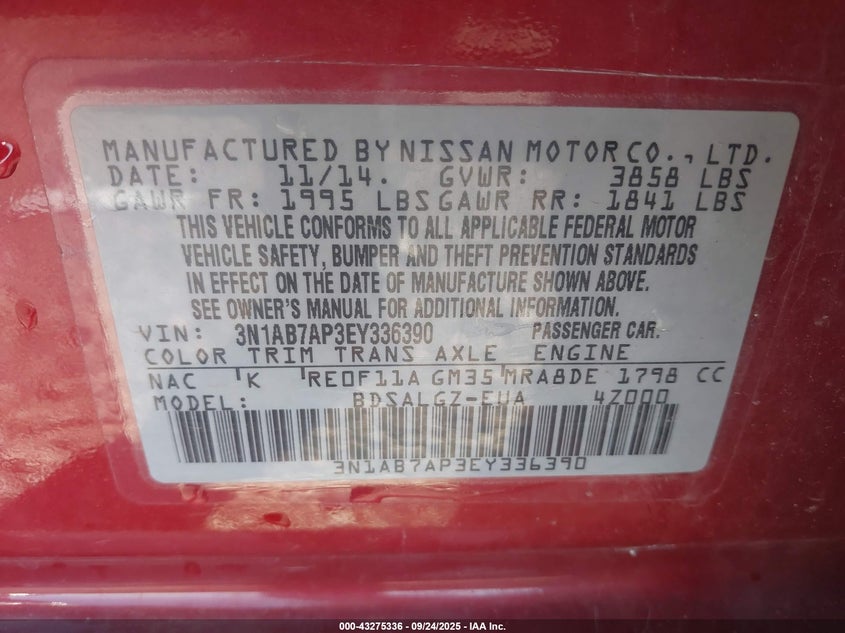 MANUFACTURED BY NISSAN MOTOR CO., LTD.
DATE: 11/14. GVWR: 3858 LBS
GAWR FR: 1995 LBS GAWR RR: 1841 LBS
THIS VEHICLE CONFORMS TO ALL APPLICABLE FEDERAL MOTOR
VEHICLE SAFETY, BUMPER AND THEFT PREVENTION STANDARDS
IN EFFECT ON THE DATE OF MANUFACTURE SHOWN ABOVE.
SEE OWNER'S MANUAL FOR ADDITIONAL INFORMATION.
VIN: 3N1AB7AP3EY336390 PASSENGER CAR.
COLOR TRIM TRANS AXLE ENGINE
NAC K RE0F11A GM35 MRA8DE 1798 CC
MODEL: BDSALGZ-EUA 4Z000
3N1AB7AP3EY336390
000-43275336 - 09/24/2025 - IAA Inc.